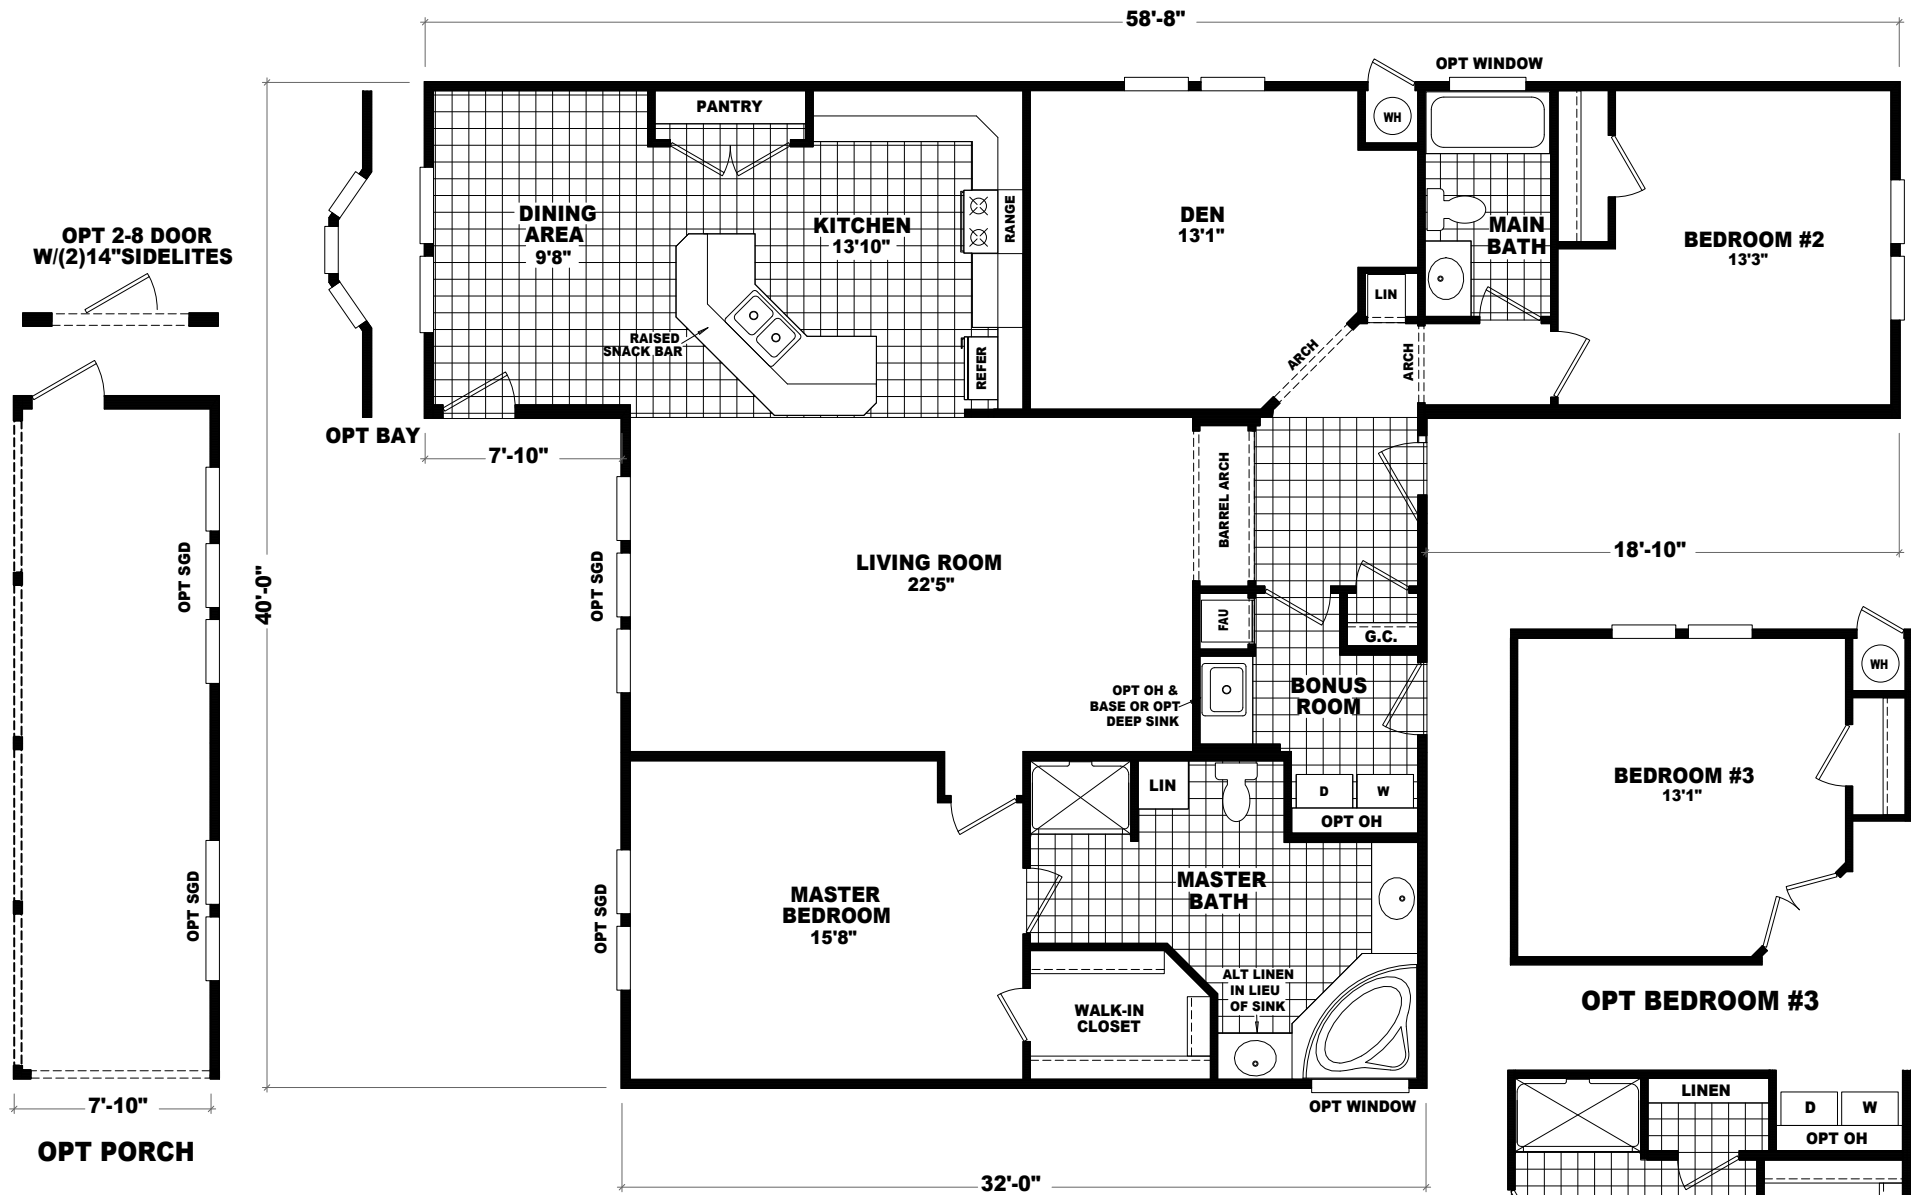 58'-8"
OPT WINDOW
PANTRY
WH
DINING
AREA
9'8"
KITCHEN
13'10"
RANGE
DEN
13'1"
MAIN
BATH
BEDROOM #2
13'3"
OPT 2-8 DOOR
W/(2)14"SIDELITES
LIN
RAISED
SNACK BAR
REFER
ARCH
ARCH
OPT BAY
7'-10"
BARREL ARCH
LIVING ROOM
22'5"
18'-10"
OPT SGD
40'-0"
OPT SGD
FAU
G.C.
OPT OH &
BASE OR OPT
DEEP SINK
BONUS
ROOM
WH
BEDROOM #3
13'1"
LIN
D
W
OPT OH
OPT SGD
OPT SGD
MASTER
BEDROOM
15'8"
MASTER
BATH
ALT LINEN
IN LIEU
OF SINK
WALK-IN
CLOSET
OPT BEDROOM #3
7'-10"
OPT PORCH
OPT WINDOW
LINEN
D
W
OPT OH
32'-0"